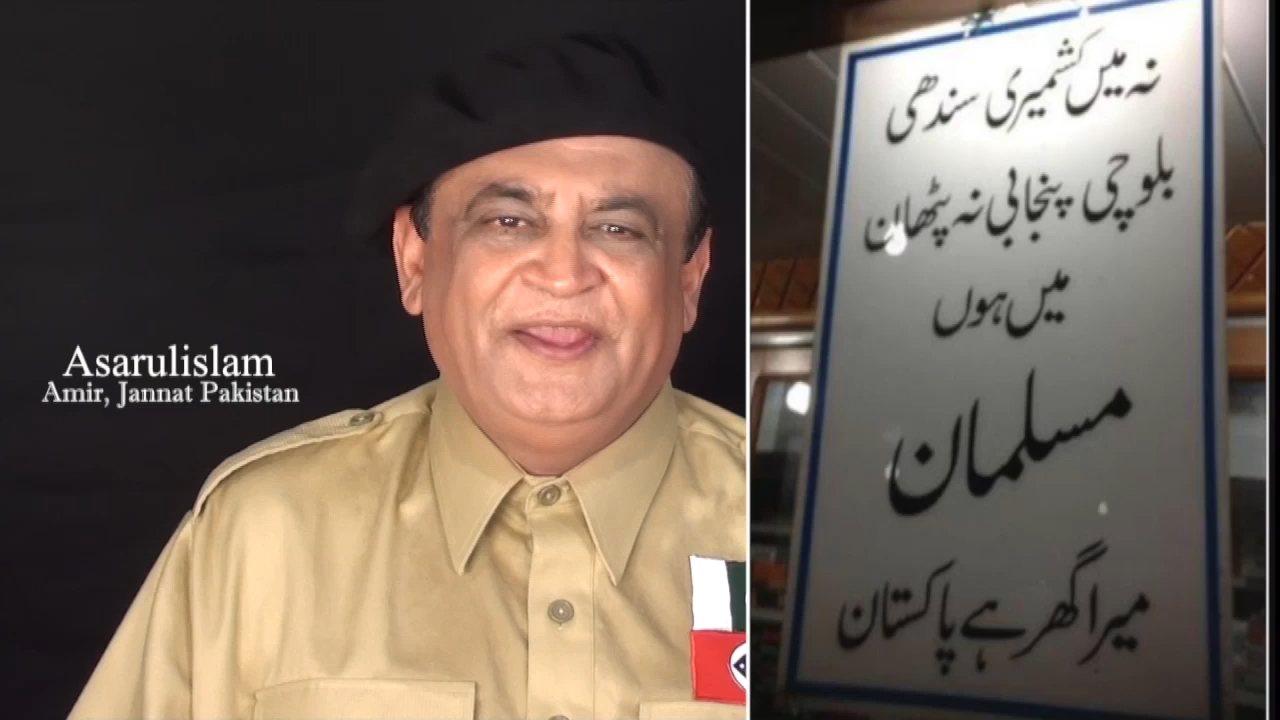 Asarulislam
Amir, Jannat Pakistan
نہ میں کشمیری سندھی
بلوچی پنجابی نہ پٹھان
میں ہوں
مسلمان
میرا گھر ہے پاکستان